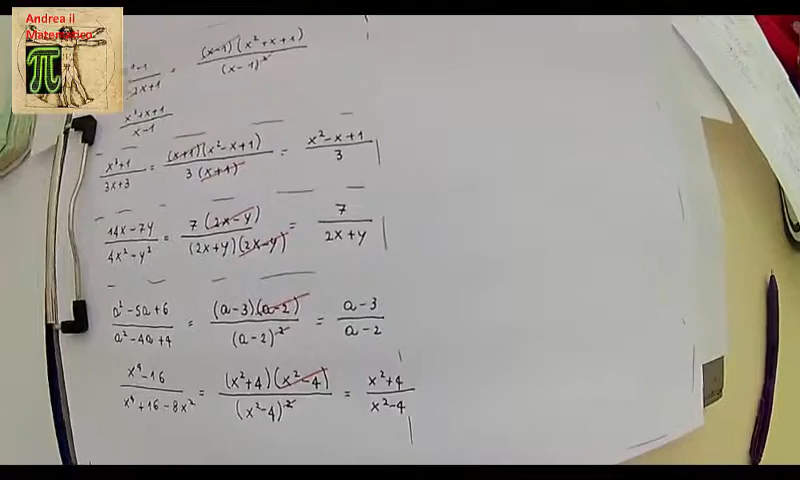 Andrea il
Matematico
π
(x-1)(x²+x+1)
(x-1)²
x²+x+1
x-1
x³+1 / 3x+3 = (x+1)(x²-x+1) / 3(x+1) = x²-x+1 / 3
14x-7y / 4x²-y² = 7(2x-y) / (2x+y)(2x-y) = 7 / 2x+y
a²-5a+6 / a²-4a+4 = (a-3)(a-2) / (a-2)² = a-3 / a-2
x⁴-16 / x⁴+16-8x² = (x²+4)(x²-4) / (x²-4)² = x²+4 / x²-4